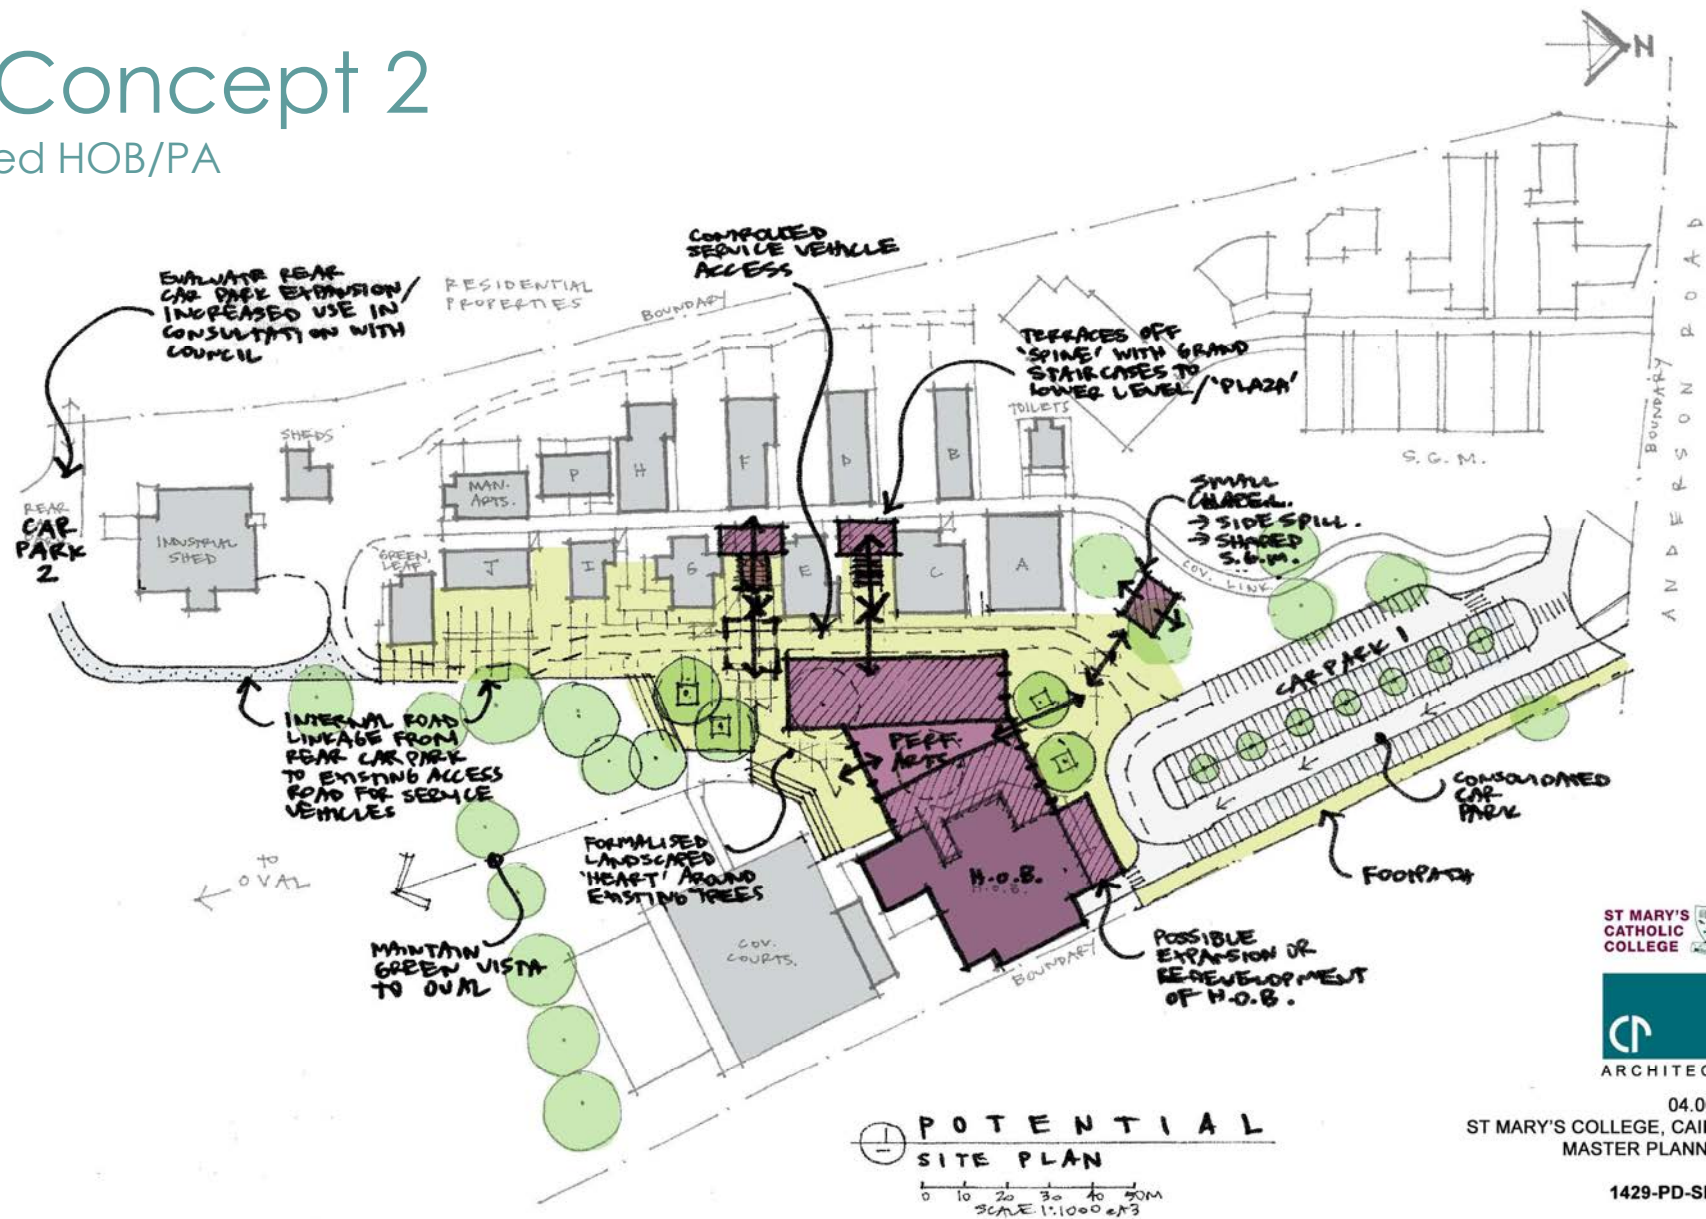 Concept 2
ed HOB/PA
N
EVALUATE REAR
CAR PARK EXPANSION/
INCREASED USE IN
CONSULTATION WITH
COUNCIL
RESIDENTIAL
PROPERTIES
BOUNDARY
CONTROLLED
SERVICE VEHICLE
ACCESS
TERRACES OFF
'SPINE' WITH GRAND
STAIRCASES TO
LOWER LEVEL/'PLAZA'
TOILETS
S.G.M.
BOUNDARY
ANDERSON ROAD
SHEDS
REAR
CAR
PARK
2
INDUSTRIAL
SHED
MAN.
ARTS.
P
H
F
D
B
GREEN
LEAF
J
I
G
E
C
A
SMALL
CHAPEL.
→ SIDE SPILL.
→ SHARED
S.G.M.
COV. LINK
CAR PARK 1
INTERNAL ROAD
LINKAGE FROM
REAR CAR PARK
TO EXISTING ACCESS
ROAD FOR SERVICE
VEHICLES
PERF.
ARTS.
CONSOLIDATED
CAR
PARK
FOOTPATH
FORMALISED
LANDSCAPED
'HEART' AROUND
EXISTING TREES
TO
OVAL
H.O.B.
H.O.B.
MAINTAIN
GREEN VISTA
TO OVAL
COV.
COURTS.
BOUNDARY
POSSIBLE
EXPANSION OR
REDEVELOPMENT
OF H.O.B.
ST MARY'S
CATHOLIC
COLLEGE
ARCHITEC
04.0
ST MARY'S COLLEGE, CAI
MASTER PLANN
1429-PD-S
1
POTENTIAL
SITE PLAN
0 10 20 30 40 50M
SCALE 1:1000 @A3